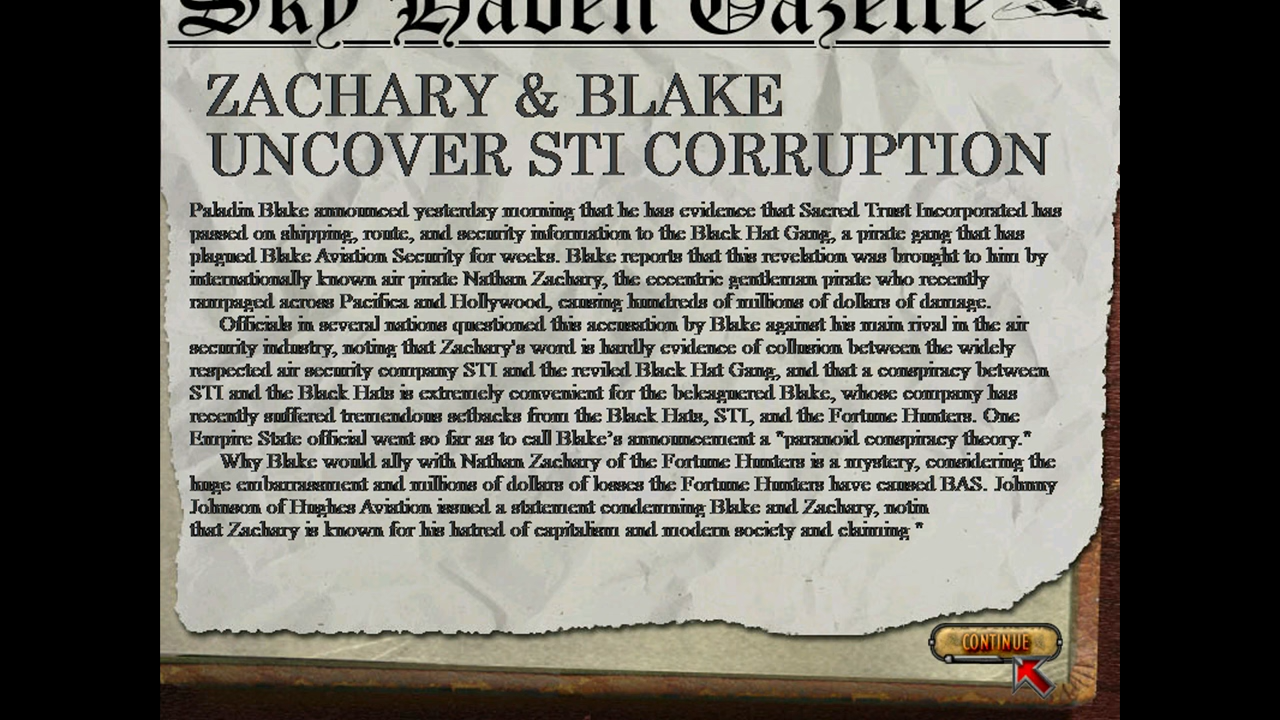 Sky Haven Gazette
ZACHARY & BLAKE
UNCOVER STI CORRUPTION
Paladin Blake announced yesterday morning that he has evidence that Sacred Trust Incorporated has
passed on shipping, route, and security information to the Black Hat Gang, a pirate gang that has
plagued Blake Aviation Security for weeks. Blake reports that this revelation was brought to him by
internationally known air pirate Nathan Zachary, the eccentric gentleman pirate who recently
rampaged across Pacifica and Hollywood, causing hundreds of millions of dollars of damage.
Officials in several nations questioned this accusation by Blake against his main rival in the air
security industry, noting that Zachary's word is hardly evidence of collusion between the widely
respected air security company STI and the reviled Black Hat Gang, and that a conspiracy between
STI and the Black Hats is extremely convenient for the beleaguered Blake, whose company has
recently suffered tremendous setbacks from the Black Hats, STI, and the Fortune Hunters. One
Empire State official went so far as to call Blake's announcement a "paranoid conspiracy theory."
Why Blake would ally with Nathan Zachary of the Fortune Hunters is a mystery, considering the
huge embarrassment and millions of dollars of losses the Fortune Hunters have caused BAS. Johnny
Johnson of Hughes Aviation issued a statement condemning Blake and Zachary, notin
that Zachary is known for his hatred of capitalism and modern society and claiming "
CONTINUE